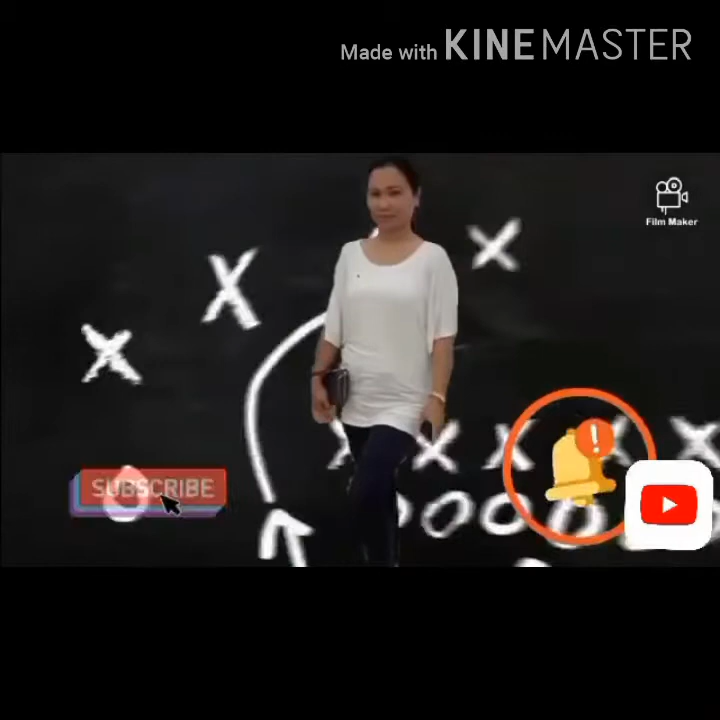 Made with KINEMASTER
Film Maker
X
X
X
SUBSCRIBE
X X X X X
O O O O